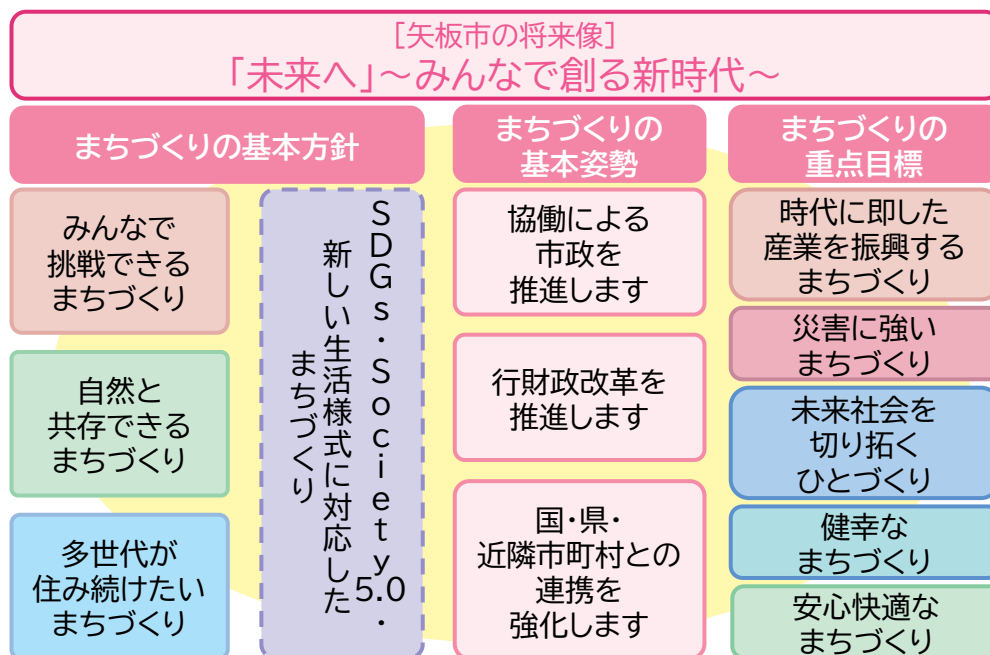 [矢板市の将来像]
「未来へ」~みんなで創る新時代~
まちづくりの基本方針
みんなで
挑戦できる
まちづくり
自然と
共存できる
まちづくり
多世代が
住み続けたい
まちづくり
SDGs・Society5.0・
新しい生活様式に対応した
まちづくり
まちづくりの
基本姿勢
協働による
市政を
推進します
行財政改革を
推進します
国・県・
近隣市町村との
連携を
強化します
まちづくりの
重点目標
時代に即した
産業を振興する
まちづくり
災害に強い
まちづくり
未来社会を
切り拓く
ひとづくり
健幸な
まちづくり
安心快適な
まちづくり